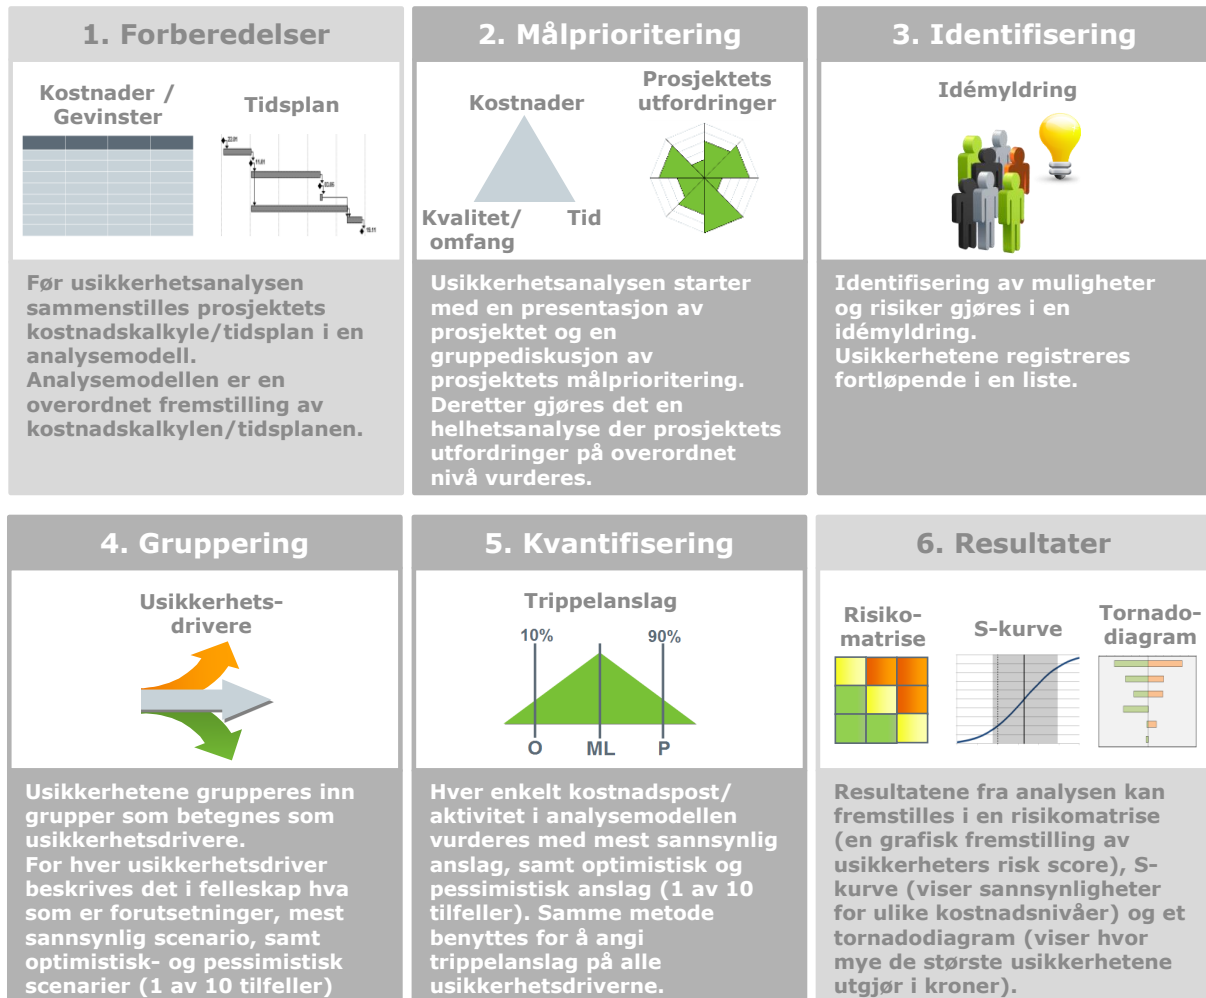 1. Forberedelser
Kostnader /
Gevinster
Tidsplan
Før usikkerhetsanalysen
sammenstilles prosjektets
kostnadskalkyle/tidsplan i en
analysemodell.
Analysemodellen er en
overordnet fremstilling av
kostnadskalkylen/tidsplanen.
2. Målprioritering
Kostnader
Prosjektets
utfordringer
Kvalitet/
omfang
Tid
Usikkerhetsanalysen starter
med en presentasjon av
prosjektet og en
gruppediskusjon av
prosjektets målprioritering.
Deretter gjøres det en
helhetsanalyse der prosjektets
utfordringer på overordnet
nivå vurderes.
3. Identifisering
Idémyldring
Identifisering av muligheter
og risiker gjøres i en
idémyldring.
Usikkerhetene registreres
fortløpende i en liste.
4. Gruppering
Usikkerhets-
drivere
Usikkerhetene grupperes inn
grupper som betegnes som
usikkerhetsdrivere.
For hver usikkerhetsdriver
beskrives det i felleskap hva
som er forutsetninger, mest
sannsynlig scenario, samt
optimistisk- og pessimistisk
scenarier (1 av 10 tilfeller)
5. Kvantifisering
Trippelanslag
10% 90%
O ML P
Hver enkelt kostnadspost/
aktivitet i analysemodellen
vurderes med mest sannsynlig
anslag, samt optimistisk og
pessimistisk anslag (1 av 10
tilfeller). Samme metode
benyttes for å angi
trippelanslag på alle
usikkerhetsdriverne.
6. Resultater
Risiko-
matrise
S-kurve
Tornado-
diagram
Resultatene fra analysen kan
fremstilles i en risikomatrise
(en grafisk fremstilling av
usikkerheters risk score), S-
kurve (viser sannsynligheter
for ulike kostnadsnivåer) og et
tornadodiagram (viser hvor
mye de største usikkerhetene
utgjør i kroner).